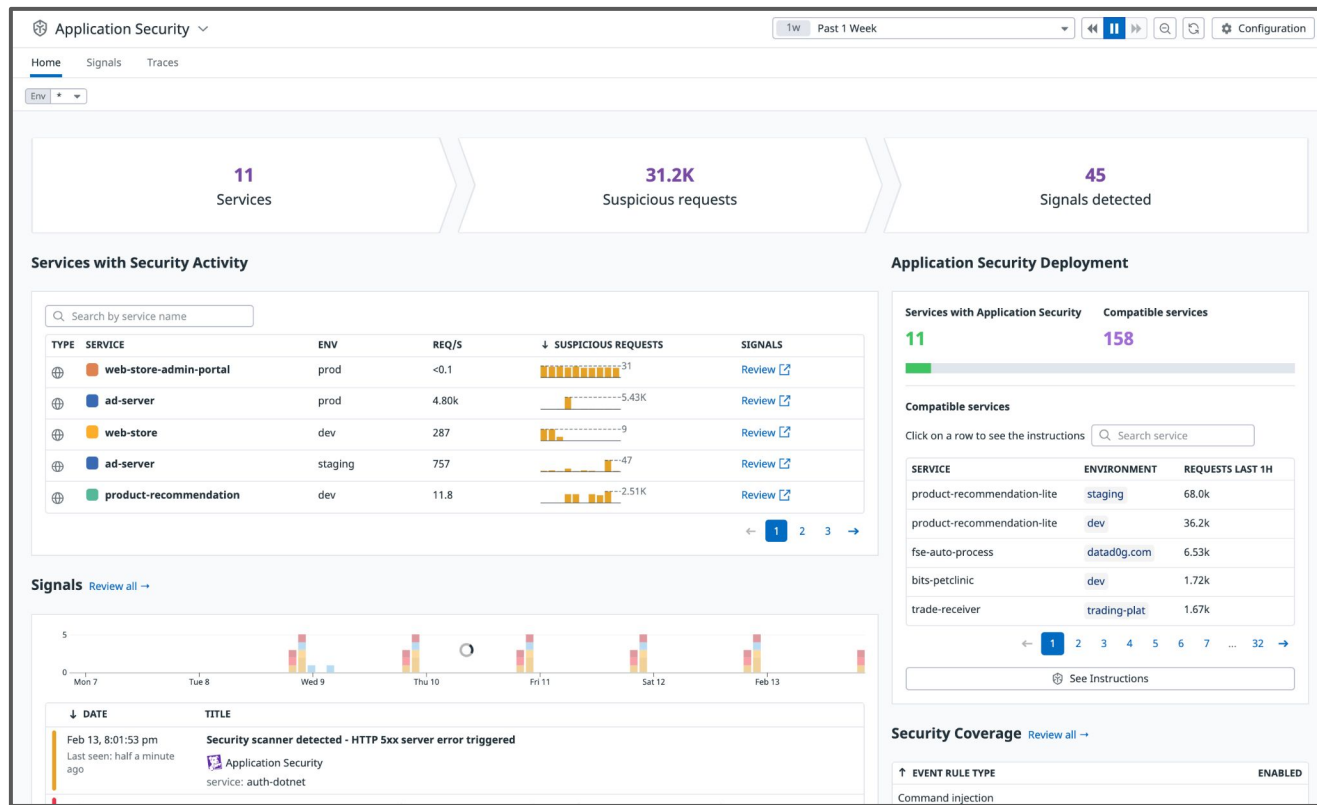 Application Security
1w Past 1 Week
Configuration
Home Signals Traces
Env *
11
Services
31.2K
Suspicious requests
45
Signals detected
Services with Security Activity
Search by service name
TYPE SERVICE ENV REQ/S ↓ SUSPICIOUS REQUESTS SIGNALS
web-store-admin-portal prod <0.1 31 Review
ad-server prod 4.80k 5.43K Review
web-store dev 287 9 Review
ad-server staging 757 47 Review
product-recommendation dev 11.8 2.51K Review
← 1 2 3 →
Signals Review all →
5
0
Mon 7 Tue 8 Wed 9 Thu 10 Fri 11 Sat 12 Feb 13
↓ DATE TITLE
Feb 13, 8:01:53 pm Security scanner detected - HTTP 5xx server error triggered
Last seen: half a minute
ago
Application Security
service: auth-dotnet
Application Security Deployment
Services with Application Security Compatible services
11 158
Compatible services
Click on a row to see the instructions Search service
SERVICE ENVIRONMENT REQUESTS LAST 1H
product-recommendation-lite staging 68.0k
product-recommendation-lite dev 36.2k
fse-auto-process datad0g.com 6.53k
bits-petclinic dev 1.72k
trade-receiver trading-plat 1.67k
← 1 2 3 4 5 6 7 ... 32 →
See Instructions
Security Coverage Review all →
↑ EVENT RULE TYPE ENABLED
Command injection